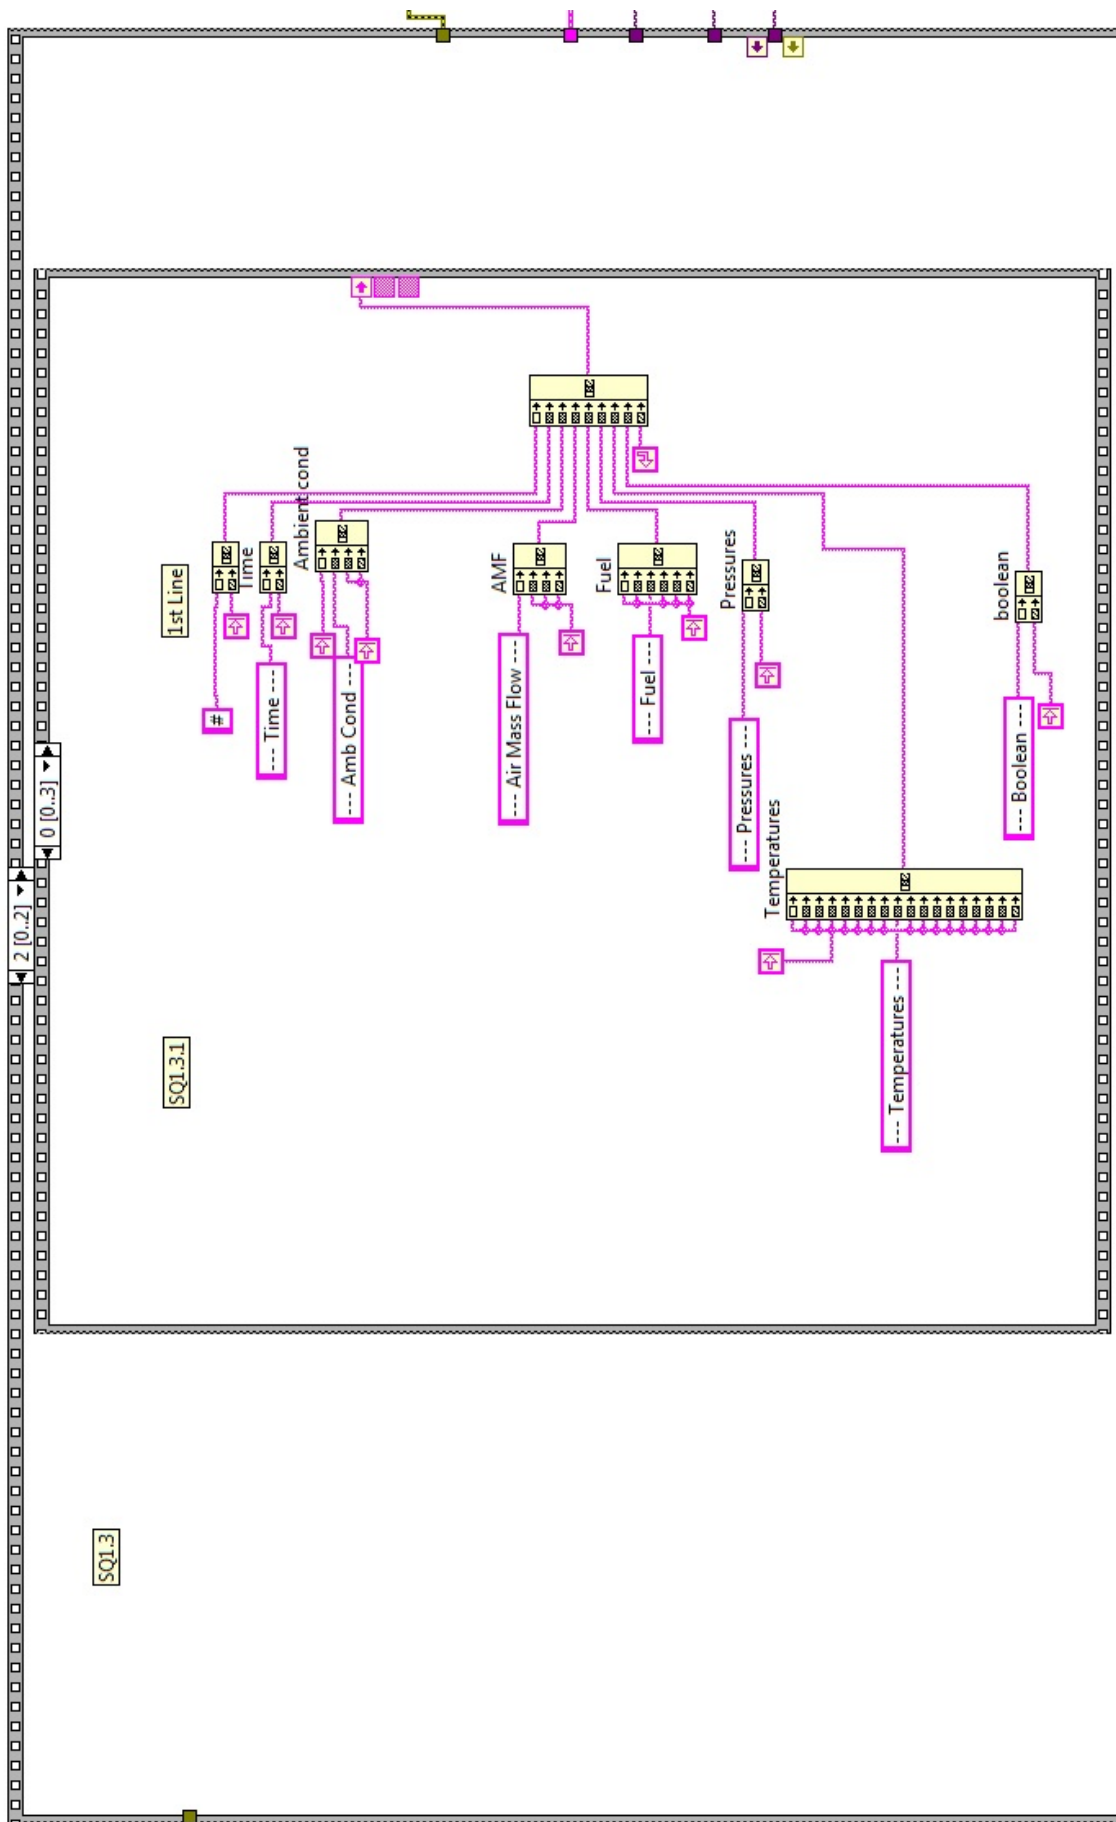 2 [0..2]
0 [0..3]
SQ1.3
SQ1.3.1
1st Line
#
Time
--- Time ---
Ambient cond
--- Amb Cond ---
AMF
--- Air Mass Flow ---
Fuel
--- Fuel ---
Pressures
--- Pressures ---
Temperatures
--- Temperatures ---
boolean
--- Boolean ---